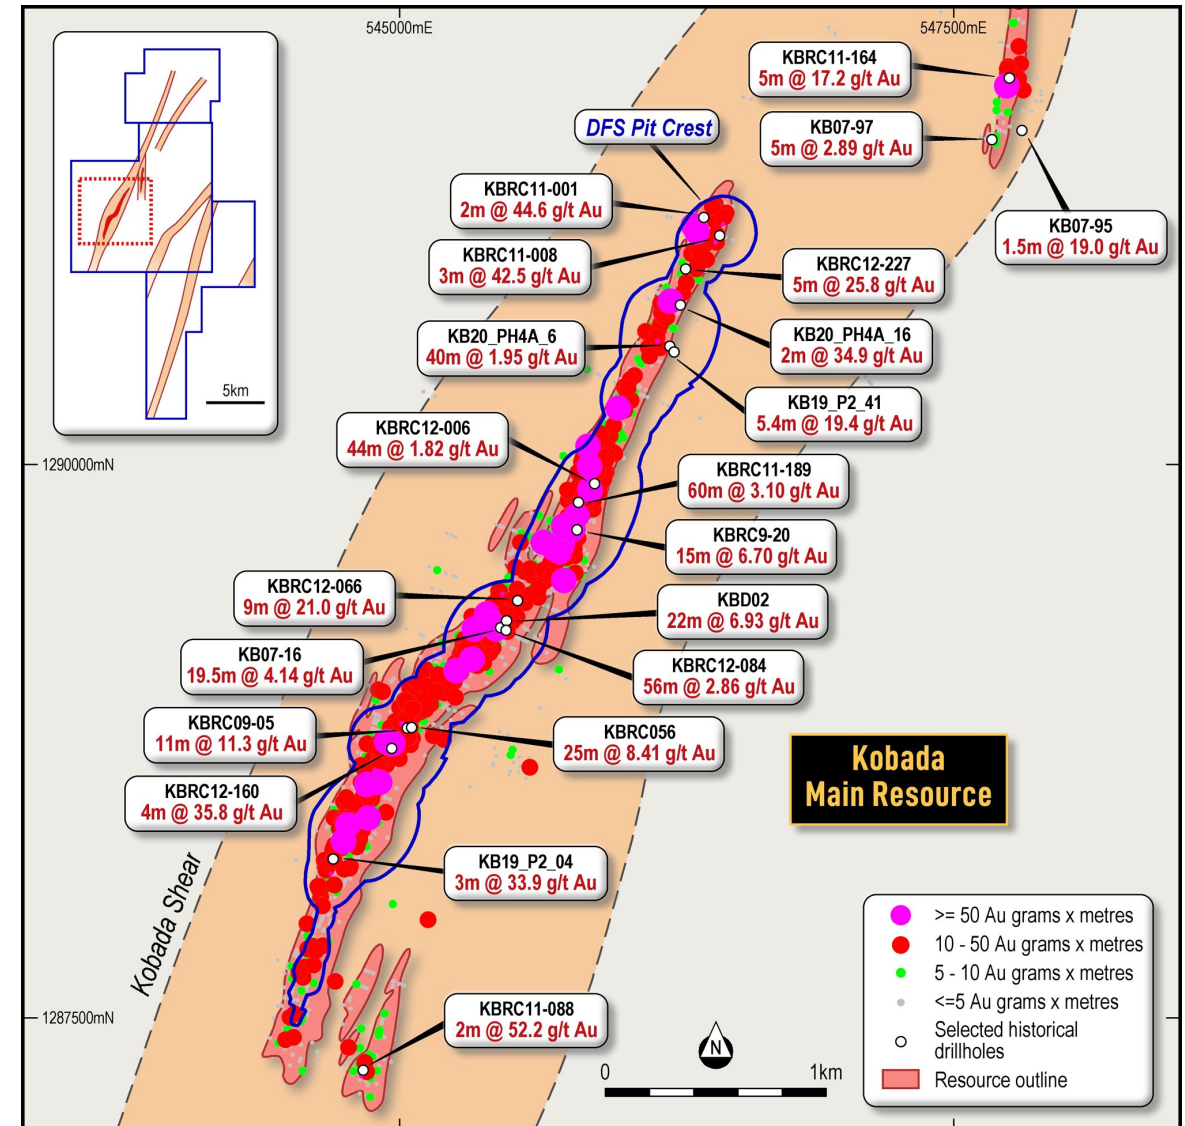 545000mE
547500mE
KBRC11-164
5m @ 17.2 g/t Au
DFS Pit Crest
KB07-97
5m @ 2.89 g/t Au
KBRC11-001
2m @ 44.6 g/t Au
KB07-95
1.5m @ 19.0 g/t Au
KBRC11-008
3m @ 42.5 g/t Au
KBRC12-227
5m @ 25.8 g/t Au
KB20_PH4A_6
40m @ 1.95 g/t Au
KB20_PH4A_16
2m @ 34.9 g/t Au
5km
KB19_P2_41
5.4m @ 19.4 g/t Au
KBRC12-006
44m @ 1.82 g/t Au
1290000mN
KBRC11-189
60m @ 3.10 g/t Au
KBRC9-20
15m @ 6.70 g/t Au
KBRC12-066
9m @ 21.0 g/t Au
KBD02
22m @ 6.93 g/t Au
KB07-16
19.5m @ 4.14 g/t Au
KBRC12-084
56m @ 2.86 g/t Au
KBRC09-05
11m @ 11.3 g/t Au
KBRC056
25m @ 8.41 g/t Au
Kobada
Main Resource
KBRC12-160
4m @ 35.8 g/t Au
KB19_P2_04
3m @ 33.9 g/t Au
Kobada Shear
>= 50 Au grams x metres
10 - 50 Au grams x metres
5 - 10 Au grams x metres
<=5 Au grams x metres
Selected historical
drillholes
Resource outline
1287500mN
KBRC11-088
2m @ 52.2 g/t Au
N
0
1km